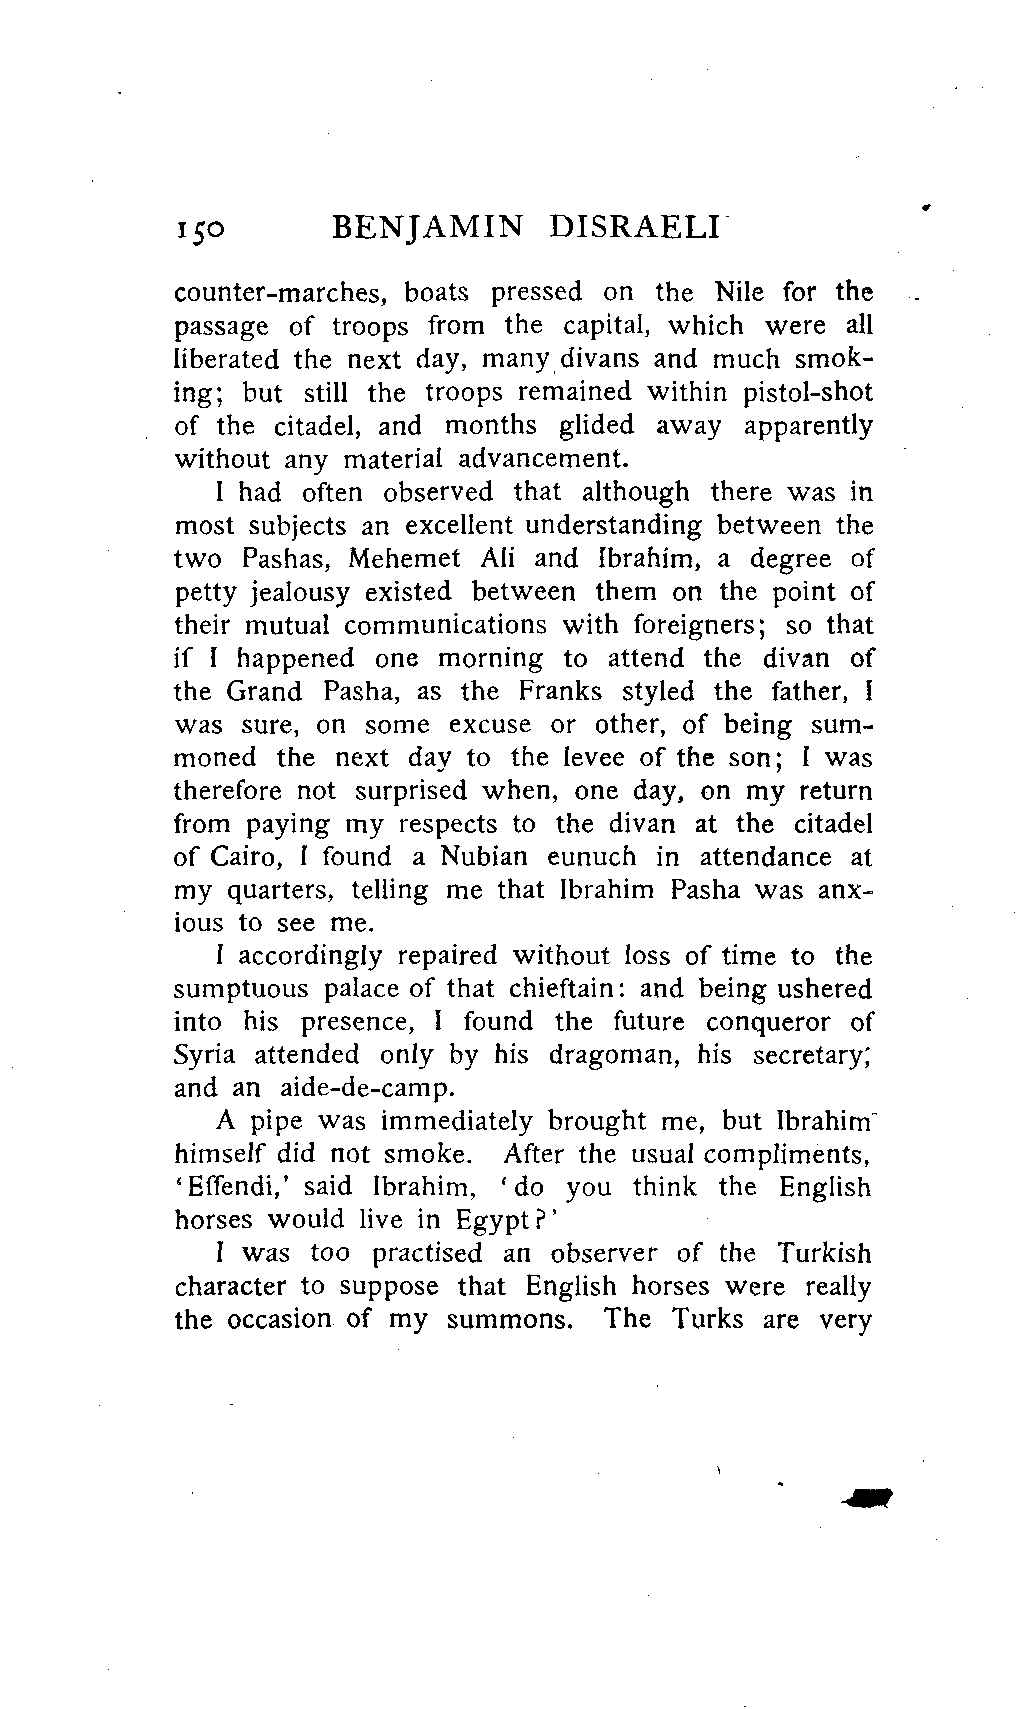 150 BENJAMIN DISRAELI
counter-marches, boats pressed on the Nile for the
passage of troops from the capital, which were all
liberated the next day, many divans and much smok-
ing; but still the troops remained within pistol-shot
of the citadel, and months glided away apparently
without any material advancement.
I had often observed that although there was in
most subjects an excellent understanding between the
two Pashas, Mehemet Ali and Ibrahim, a degree of
petty jealousy existed between them on the point of
their mutual communications with foreigners; so that
if I happened one morning to attend the divan of
the Grand Pasha, as the Franks styled the father, I
was sure, on some excuse or other, of being sum-
moned the next day to the levee of the son; I was
therefore not surprised when, one day, on my return
from paying my respects to the divan at the citadel
of Cairo, I found a Nubian eunuch in attendance at
my quarters, telling me that Ibrahim Pasha was anx-
ious to see me.
I accordingly repaired without loss of time to the
sumptuous palace of that chieftain: and being ushered
into his presence, I found the future conqueror of
Syria attended only by his dragoman, his secretary;
and an aide-de-camp.
A pipe was immediately brought me, but Ibrahim
himself did not smoke. After the usual compliments,
‘Effendi,’ said Ibrahim, ‘do you think the English
horses would live in Egypt?’
I was too practised an observer of the Turkish
character to suppose that English horses were really
the occasion of my summons. The Turks are very